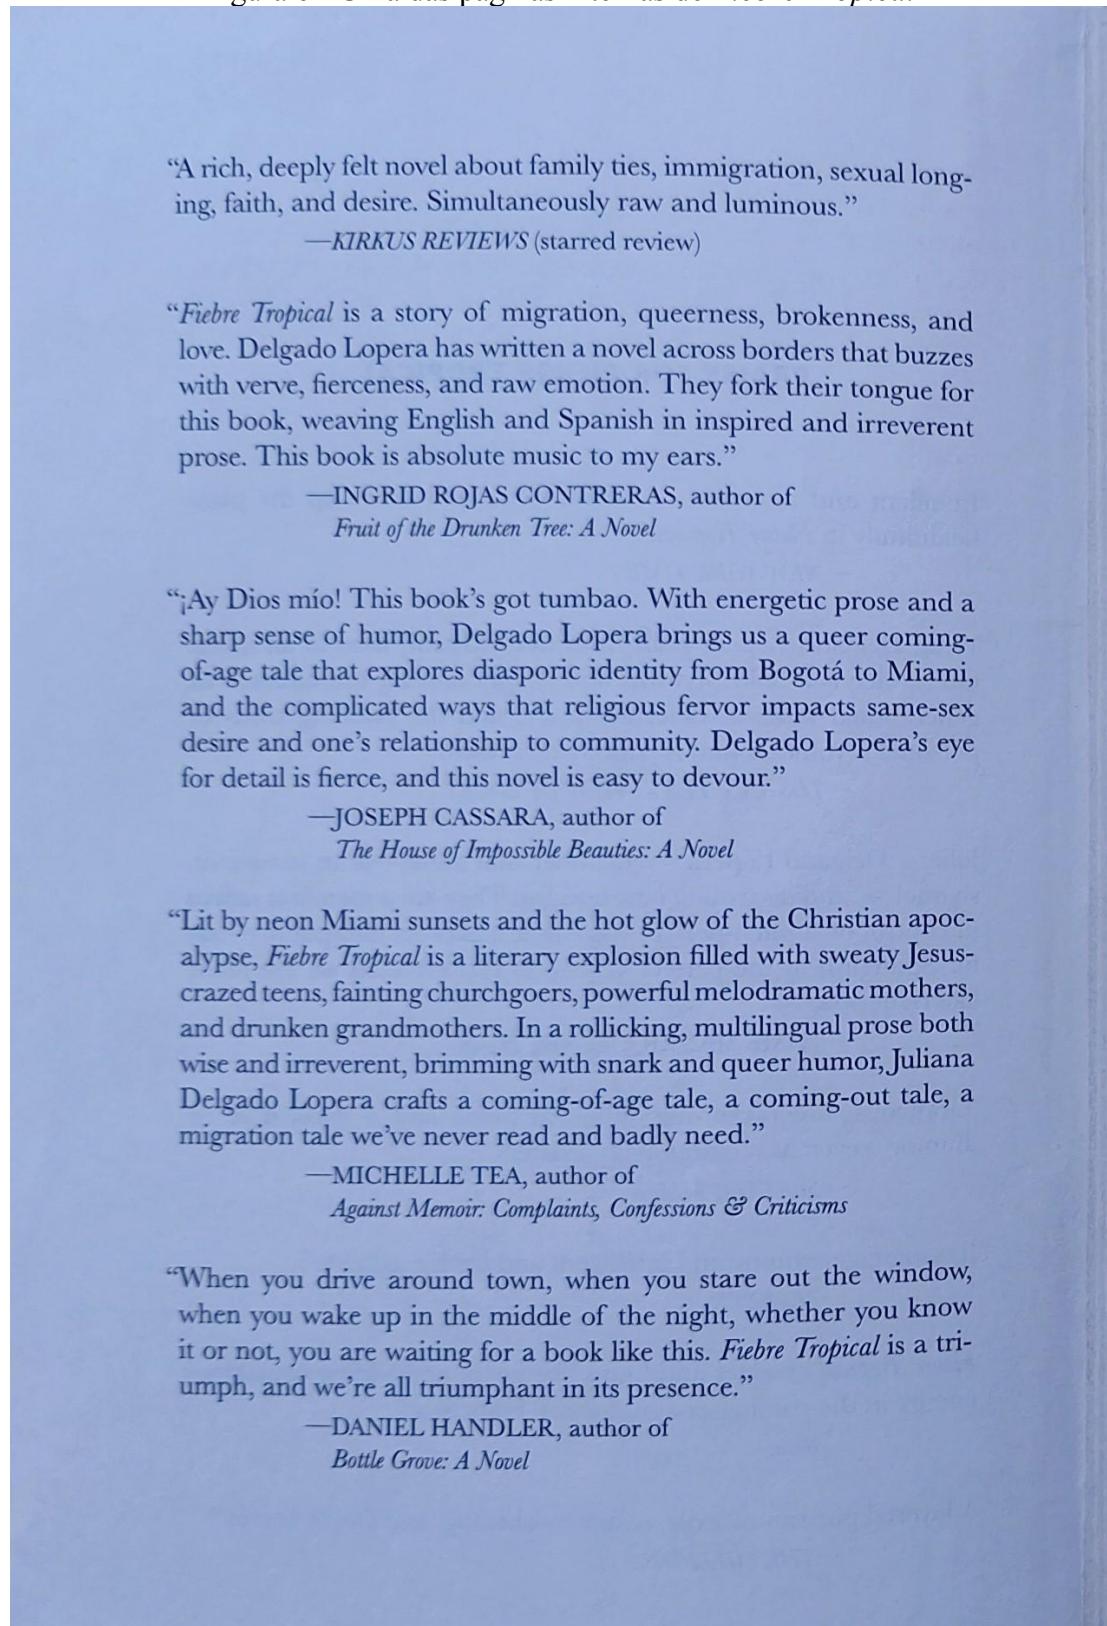 “A rich, deeply felt novel about family ties, immigration, sexual long-
ing, faith, and desire. Simultaneously raw and luminous.”
—KIRKUS REVIEWS (starred review)
“Fiebre Tropical is a story of migration, queerness, brokenness, and
love. Delgado Lopera has written a novel across borders that buzzes
with verve, fierceness, and raw emotion. They fork their tongue for
this book, weaving English and Spanish in inspired and irreverent
prose. This book is absolute music to my ears.”
—INGRID ROJAS CONTRERAS, author of
Fruit of the Drunken Tree: A Novel
“¡Ay Dios mío! This book’s got tumbao. With energetic prose and a
sharp sense of humor, Delgado Lopera brings us a queer coming-
of-age tale that explores diasporic identity from Bogotá to Miami,
and the complicated ways that religious fervor impacts same-sex
desire and one’s relationship to community. Delgado Lopera’s eye
for detail is fierce, and this novel is easy to devour.”
—JOSEPH CASSARA, author of
The House of Impossible Beauties: A Novel
“Lit by neon Miami sunsets and the hot glow of the Christian apoc-
alypse, Fiebre Tropical is a literary explosion filled with sweaty Jesus-
crazed teens, fainting churchgoers, powerful melodramatic mothers,
and drunken grandmothers. In a rollicking, multilingual prose both
wise and irreverent, brimming with snark and queer humor, Juliana
Delgado Lopera crafts a coming-of-age tale, a coming-out tale, a
migration tale we’ve never read and badly need.”
—MICHELLE TEA, author of
Against Memoir: Complaints, Confessions & Criticisms
“When you drive around town, when you stare out the window,
when you wake up in the middle of the night, whether you know
it or not, you are waiting for a book like this. Fiebre Tropical is a tri-
umph, and we’re all triumphant in its presence.”
—DANIEL HANDLER, author of
Bottle Grove: A Novel